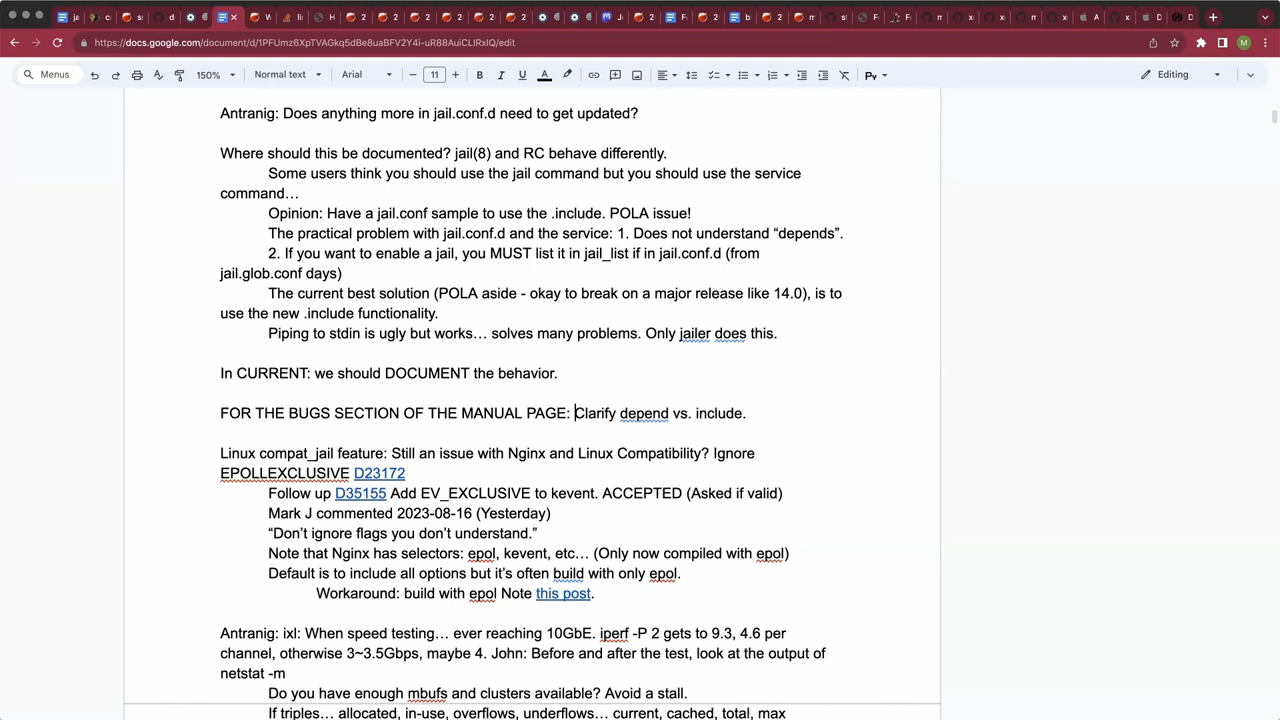 https://docs.google.com/document/d/1PFUmz6XpTVAGkq5dBe8uaBFV2Y4i-uR88AuiCLIRxIQ/edit
M
Menus
150%
Normal text
Arial
11
Editing
Antranig: Does anything more in jail.conf.d need to get updated?
Where should this be documented? jail(8) and RC behave differently.
Some users think you should use the jail command but you should use the service
command…
Opinion: Have a jail.conf sample to use the .include. POLA issue!
The practical problem with jail.conf.d and the service: 1. Does not understand “depends”.
2. If you want to enable a jail, you MUST list it in jail_list if in jail.conf.d (from
jail.glob.conf days)
The current best solution (POLA aside - okay to break on a major release like 14.0), is to
use the new .include functionality.
Piping to stdin is ugly but works… solves many problems. Only jailer does this.
In CURRENT: we should DOCUMENT the behavior.
FOR THE BUGS SECTION OF THE MANUAL PAGE: Clarify depend vs. include.
Linux compat_jail feature: Still an issue with Nginx and Linux Compatibility? Ignore
EPOLLEXCLUSIVE D23172
Follow up D35155 Add EV_EXCLUSIVE to kevent. ACCEPTED (Asked if valid)
Mark J commented 2023-08-16 (Yesterday)
“Don’t ignore flags you don’t understand.”
Note that Nginx has selectors: epol, kevent, etc… (Only now compiled with epol)
Default is to include all options but it’s often build with only epol.
Workaround: build with epol Note this post.
Antranig: ixl: When speed testing… ever reaching 10GbE. iperf -P 2 gets to 9.3, 4.6 per
channel, otherwise 3~3.5Gbps, maybe 4. John: Before and after the test, look at the output of
netstat -m
Do you have enough mbufs and clusters available? Avoid a stall.
If triples… allocated, in-use, overflows, underflows… current, cached, total, max